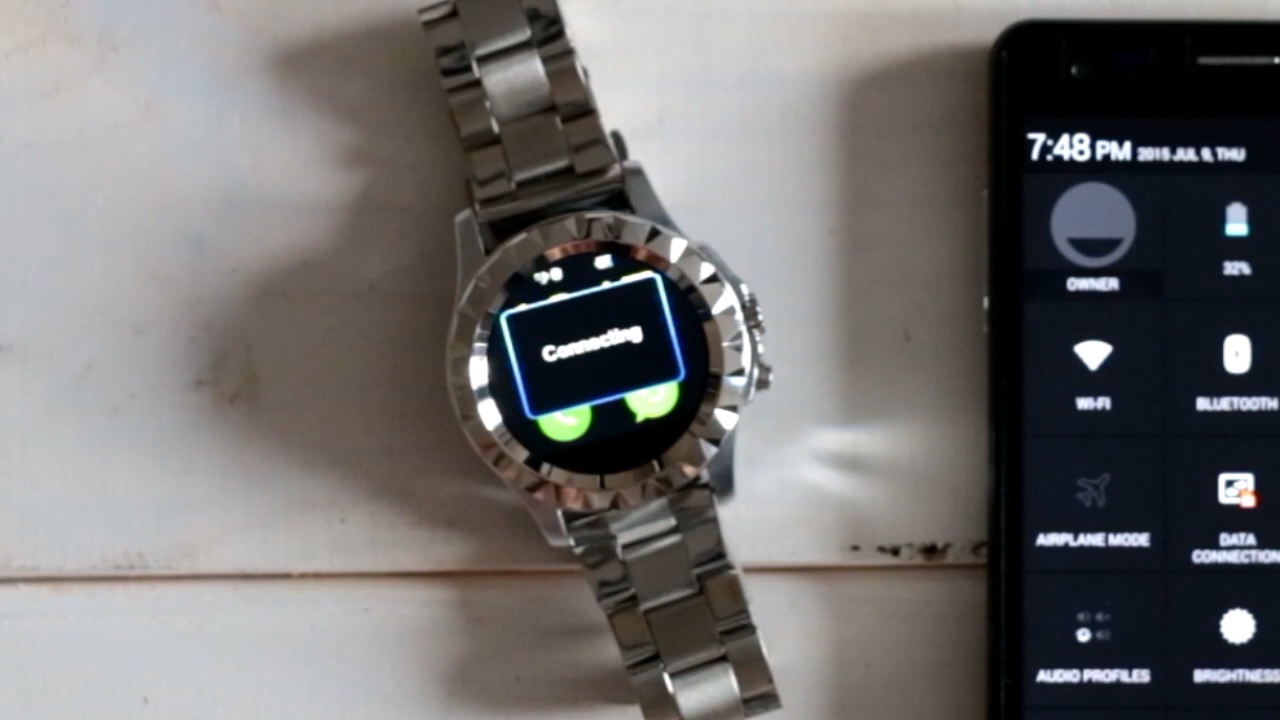 Connecting
7:48 PM 2015 JUL 9, THU
OWNER
32%
WI-FI
BLUETOOTH
AIRPLANE MODE
DATA
CONNECTION
AUDIO PROFILES
BRIGHTNESS